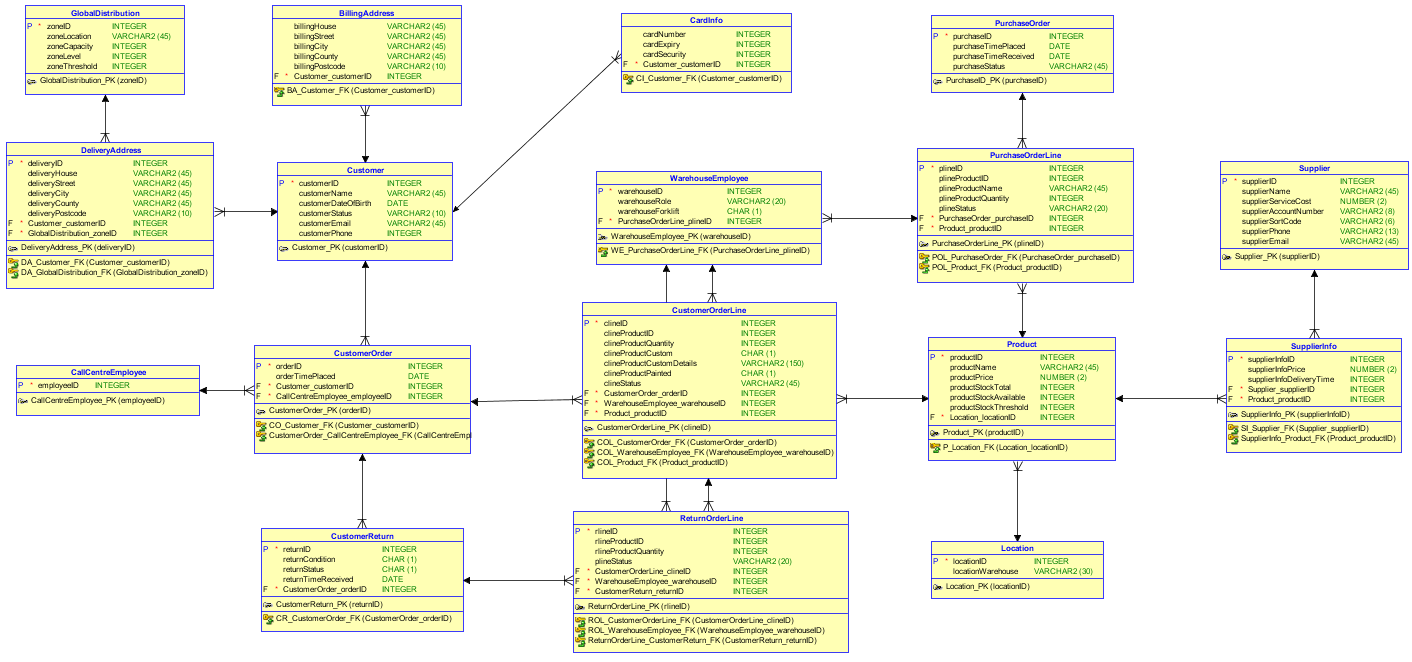 GlobalDistribution
P * zoneID INTEGER
zoneLocation VARCHAR2 (45)
zoneCapacity INTEGER
zoneLevel INTEGER
zoneThreshold INTEGER
GlobalDistribution_PK (zoneID)
BillingAddress
billingHouse VARCHAR2 (45)
billingStreet VARCHAR2 (45)
billingCity VARCHAR2 (45)
billingCounty VARCHAR2 (45)
billingPostcode VARCHAR2 (10)
F * Customer_customerID INTEGER
BA_Customer_FK (Customer_customerID)
CardInfo
cardNumber INTEGER
cardExpiry INTEGER
cardSecurity INTEGER
F * Customer_customerID INTEGER
CI_Customer_FK (Customer_customerID)
PurchaseOrder
P * purchaseID INTEGER
purchaseTimePlaced DATE
purchaseTimeReceived DATE
purchaseStatus VARCHAR2 (45)
PurchaseID_PK (purchaseID)
DeliveryAddress
P * deliveryID INTEGER
deliveryHouse VARCHAR2 (45)
deliveryStreet VARCHAR2 (45)
deliveryCity VARCHAR2 (45)
deliveryCounty VARCHAR2 (45)
deliveryPostcode VARCHAR2 (10)
F * Customer_customerID INTEGER
F * GlobalDistribution_zoneID INTEGER
DeliveryAddress_PK (deliveryID)
DA_Customer_FK (Customer_customerID)
DA_GlobalDistribution_FK (GlobalDistribution_zoneID)
Customer
P * customerID INTEGER
customerName VARCHAR2 (45)
customerDateOfBirth DATE
customerStatus VARCHAR2 (10)
customerEmail VARCHAR2 (45)
customerPhone INTEGER
Customer_PK (customerID)
WarehouseEmployee
P * warehouseID INTEGER
warehouseRole VARCHAR2 (20)
warehouseForklift CHAR (1)
F * PurchaseOrderLine_plineID INTEGER
WarehouseEmployee_PK (warehouseID)
WE_PurchaseOrderLine_FK (PurchaseOrderLine_plineID)
PurchaseOrderLine
P * plineID INTEGER
plineProductID INTEGER
plineProductName VARCHAR2 (45)
plineProductQuantity INTEGER
plineStatus VARCHAR2 (20)
F * PurchaseOrder_purchaseID INTEGER
F * Product_productID INTEGER
PurchaseOrderLine_PK (plineID)
POL_PurchaseOrder_FK (PurchaseOrder_purchaseID)
POL_Product_FK (Product_productID)
Supplier
P * supplierID INTEGER
supplierName VARCHAR2 (45)
supplierServiceCost NUMBER (2)
supplierAccountNumber VARCHAR2 (8)
supplierSortCode VARCHAR2 (6)
supplierPhone VARCHAR2 (13)
supplierEmail VARCHAR2 (45)
Supplier_PK (supplierID)
CallCentreEmployee
P * employeeID INTEGER
CallCentreEmployee_PK (employeeID)
CustomerOrder
P * orderID INTEGER
orderTimePlaced DATE
F * Customer_customerID INTEGER
F * CallCentreEmployee_employeeID INTEGER
CustomerOrder_PK (orderID)
CO_Customer_FK (Customer_customerID)
CustomerOrder_CallCentreEmployee_FK (CallCentreEmpl
CustomerOrderLine
P * clineID INTEGER
clineProductID INTEGER
clineProductQuantity INTEGER
clineProductCustom CHAR (1)
clineProductCustomDetails VARCHAR2 (150)
clineProductPainted CHAR (1)
clineStatus VARCHAR2 (45)
F * CustomerOrder_orderID INTEGER
F * WarehouseEmployee_warehouseID INTEGER
F * Product_productID INTEGER
CustomerOrderLine_PK (clineID)
COL_CustomerOrder_FK (CustomerOrder_orderID)
COL_WarehouseEmployee_FK (WarehouseEmployee_warehouseID)
COL_Product_FK (Product_productID)
Product
P * productID INTEGER
productName VARCHAR2 (45)
productPrice NUMBER (2)
productStockTotal INTEGER
productStockAvailable INTEGER
productStockThreshold INTEGER
F * Location_locationID INTEGER
Product_PK (productID)
P_Location_FK (Location_locationID)
SupplierInfo
P * supplierInfoID INTEGER
supplierInfoPrice NUMBER (2)
supplierInfoDeliveryTime INTEGER
F * Supplier_supplierID INTEGER
F * Product_productID INTEGER
SupplierInfo_PK (supplierInfoID)
SI_Supplier_FK (Supplier_supplierID)
SupplierInfo_Product_FK (Product_productID)
CustomerReturn
P * returnID INTEGER
returnCondition CHAR (1)
returnStatus CHAR (1)
returnTimeReceived DATE
F * CustomerOrder_orderID INTEGER
CustomerReturn_PK (returnID)
CR_CustomerOrder_FK (CustomerOrder_orderID)
ReturnOrderLine
P * rlineID INTEGER
rlineProductID INTEGER
rlineProductQuantity INTEGER
plineStatus VARCHAR2 (20)
F * CustomerOrderLine_clineID INTEGER
F * WarehouseEmployee_warehouseID INTEGER
F * CustomerReturn_returnID INTEGER
ReturnOrderLine_PK (rlineID)
ROL_CustomerOrderLine_FK (CustomerOrderLine_clineID)
ROL_WarehouseEmployee_FK (WarehouseEmployee_warehouseID)
ReturnOrderLine_CustomerReturn_FK (CustomerReturn_returnID)
Location
P * locationID INTEGER
locationWarehouse VARCHAR2 (30)
Location_PK (locationID)